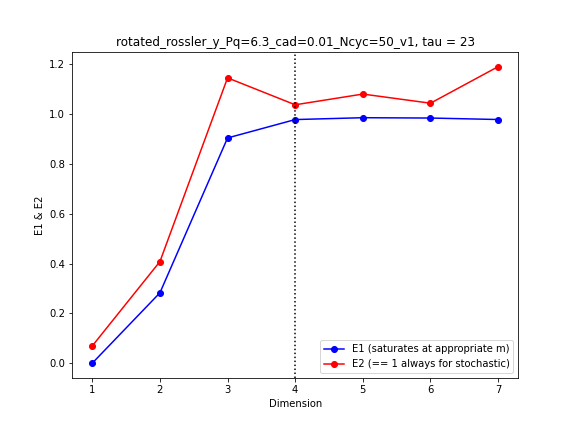 rotated_rossler_y_Pq=6.3_cad=0.01_Ncyc=50_v1, tau = 23
1.2
1.0
0.8
0.6
0.4
0.2
0.0
E1 & E2
E1 (saturates at appropriate m)
E2 (== 1 always for stochastic)
1 2 3 4 5 6 7
Dimension